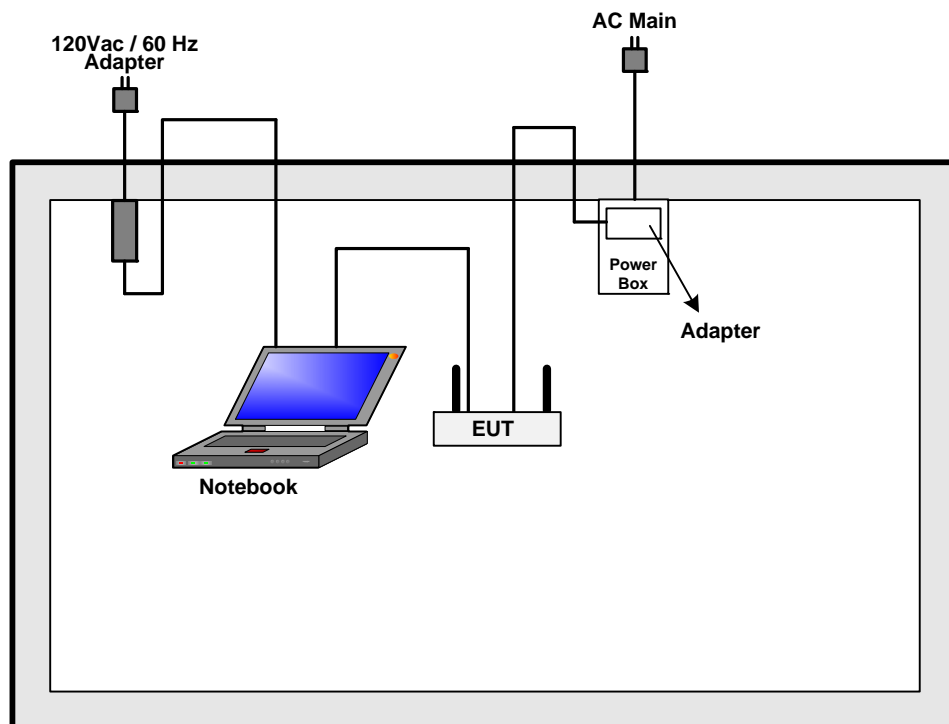 AC Main
120Vac / 60 Hz
Adapter
Power
Box
Adapter
EUT
Notebook